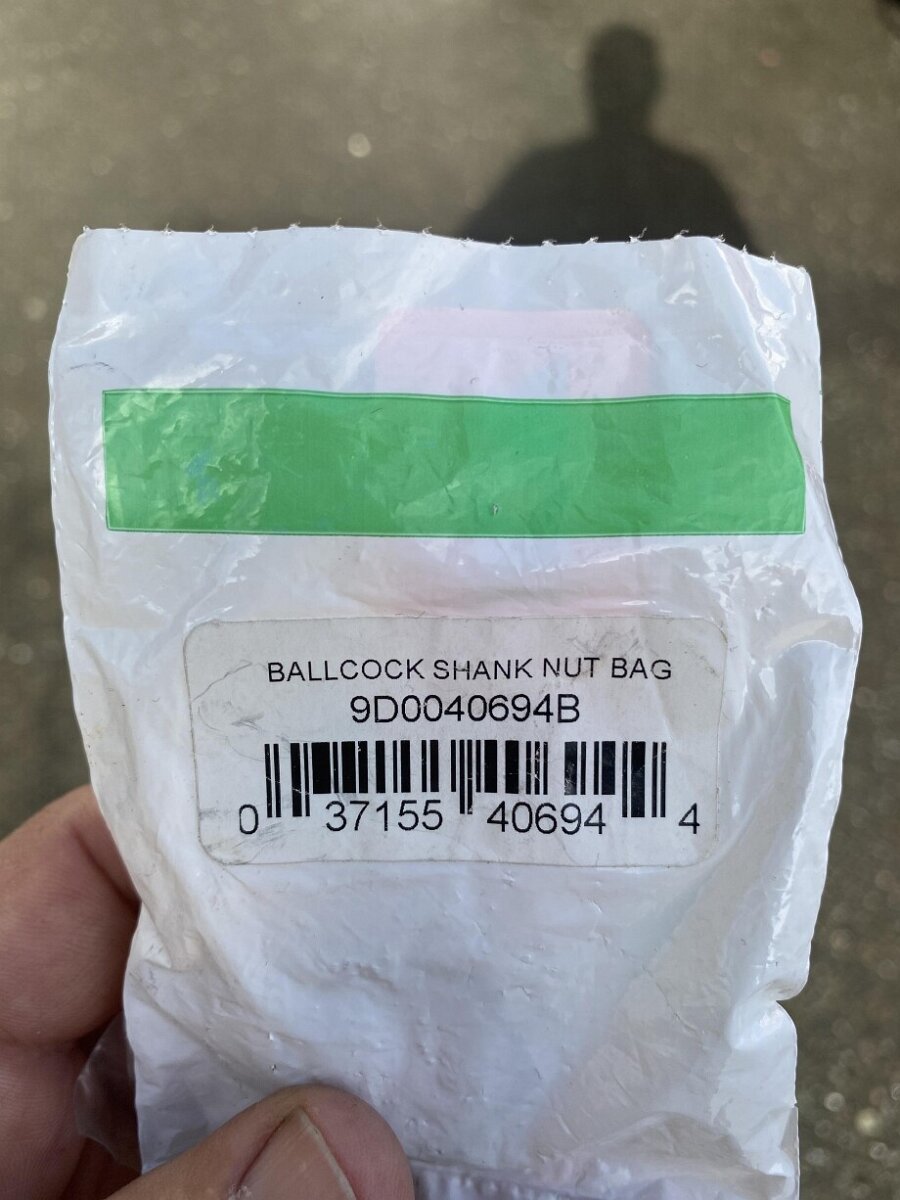 BALLCOCK SHANK NUT BAG
9D0040694B
0 37155 40694 4